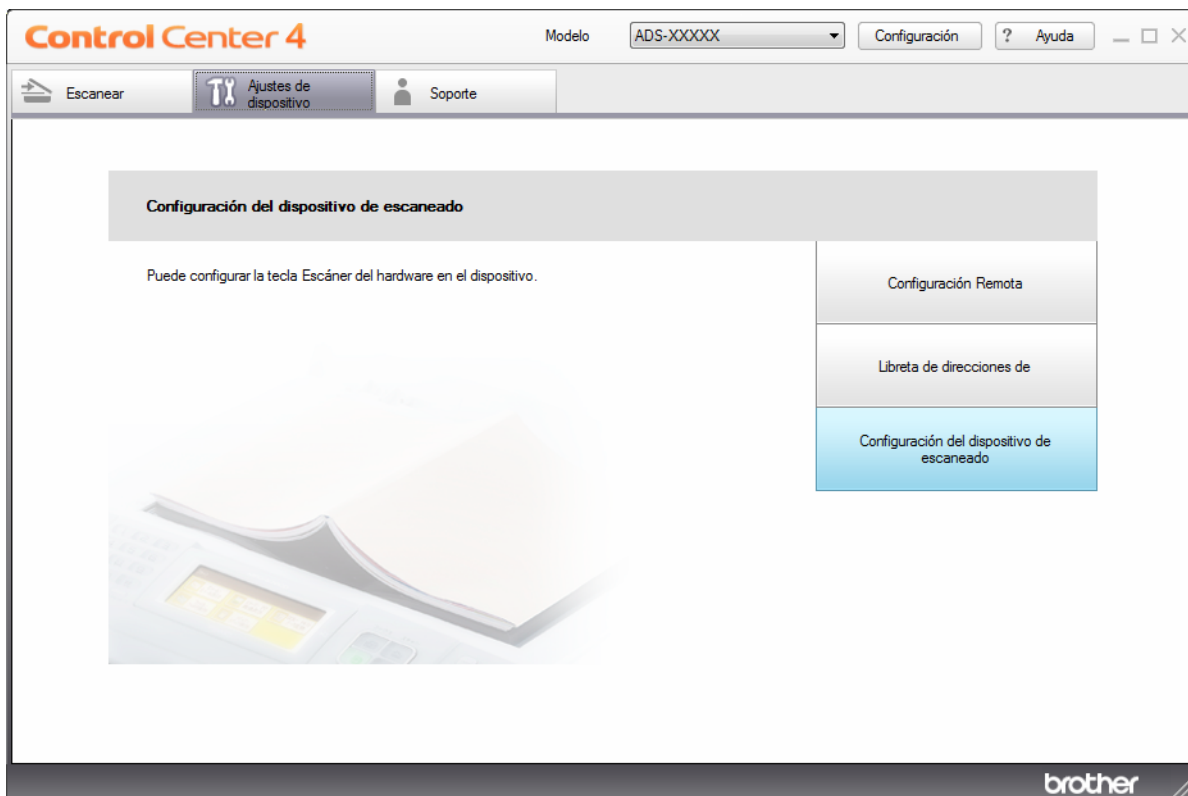 Control Center 4
Modelo
ADS-XXXXX
Configuración
? Ayuda
Escanear
Ajustes de
dispositivo
Soporte
Configuración del dispositivo de escaneado
Puede configurar la tecla Escáner del hardware en el dispositivo.
Configuración Remota
Libreta de direcciones de
Configuración del dispositivo de
escaneado
brother